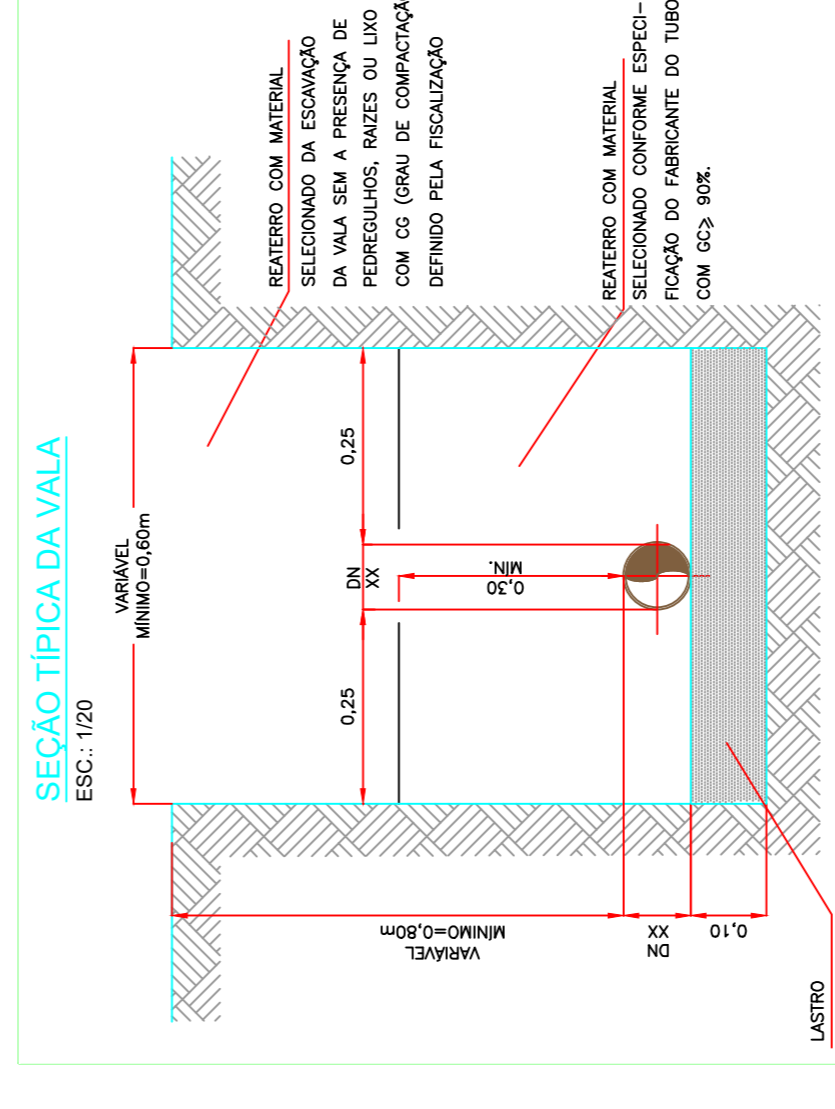 SEÇÃO TÍPICA DA VALA
ESC.: 1/20
VARIÁVEL
MÍNIMO=0,60m
REATERRO COM MATERIAL
SELECIONADO DA ESCAVAÇÃO
DA VALA SEM A PRESENÇA DE
PEDREGULHOS, RAIZES OU LIXO
COM CG (GRAU DE COMPACTAÇÃO
DEFINIDO PELA FISCALIZAÇÃO
0,25
DN
XX
0,25
0,30
MÍN.
REATERRO COM MATERIAL
SELECIONADO CONFORME ESPECI-
FICAÇÃO DO FABRICANTE DO TUBO
COM GC≥ 90%.
VARIÁVEL
MÍNIMO=0,80m
DN
XX
0,10
LASTRO